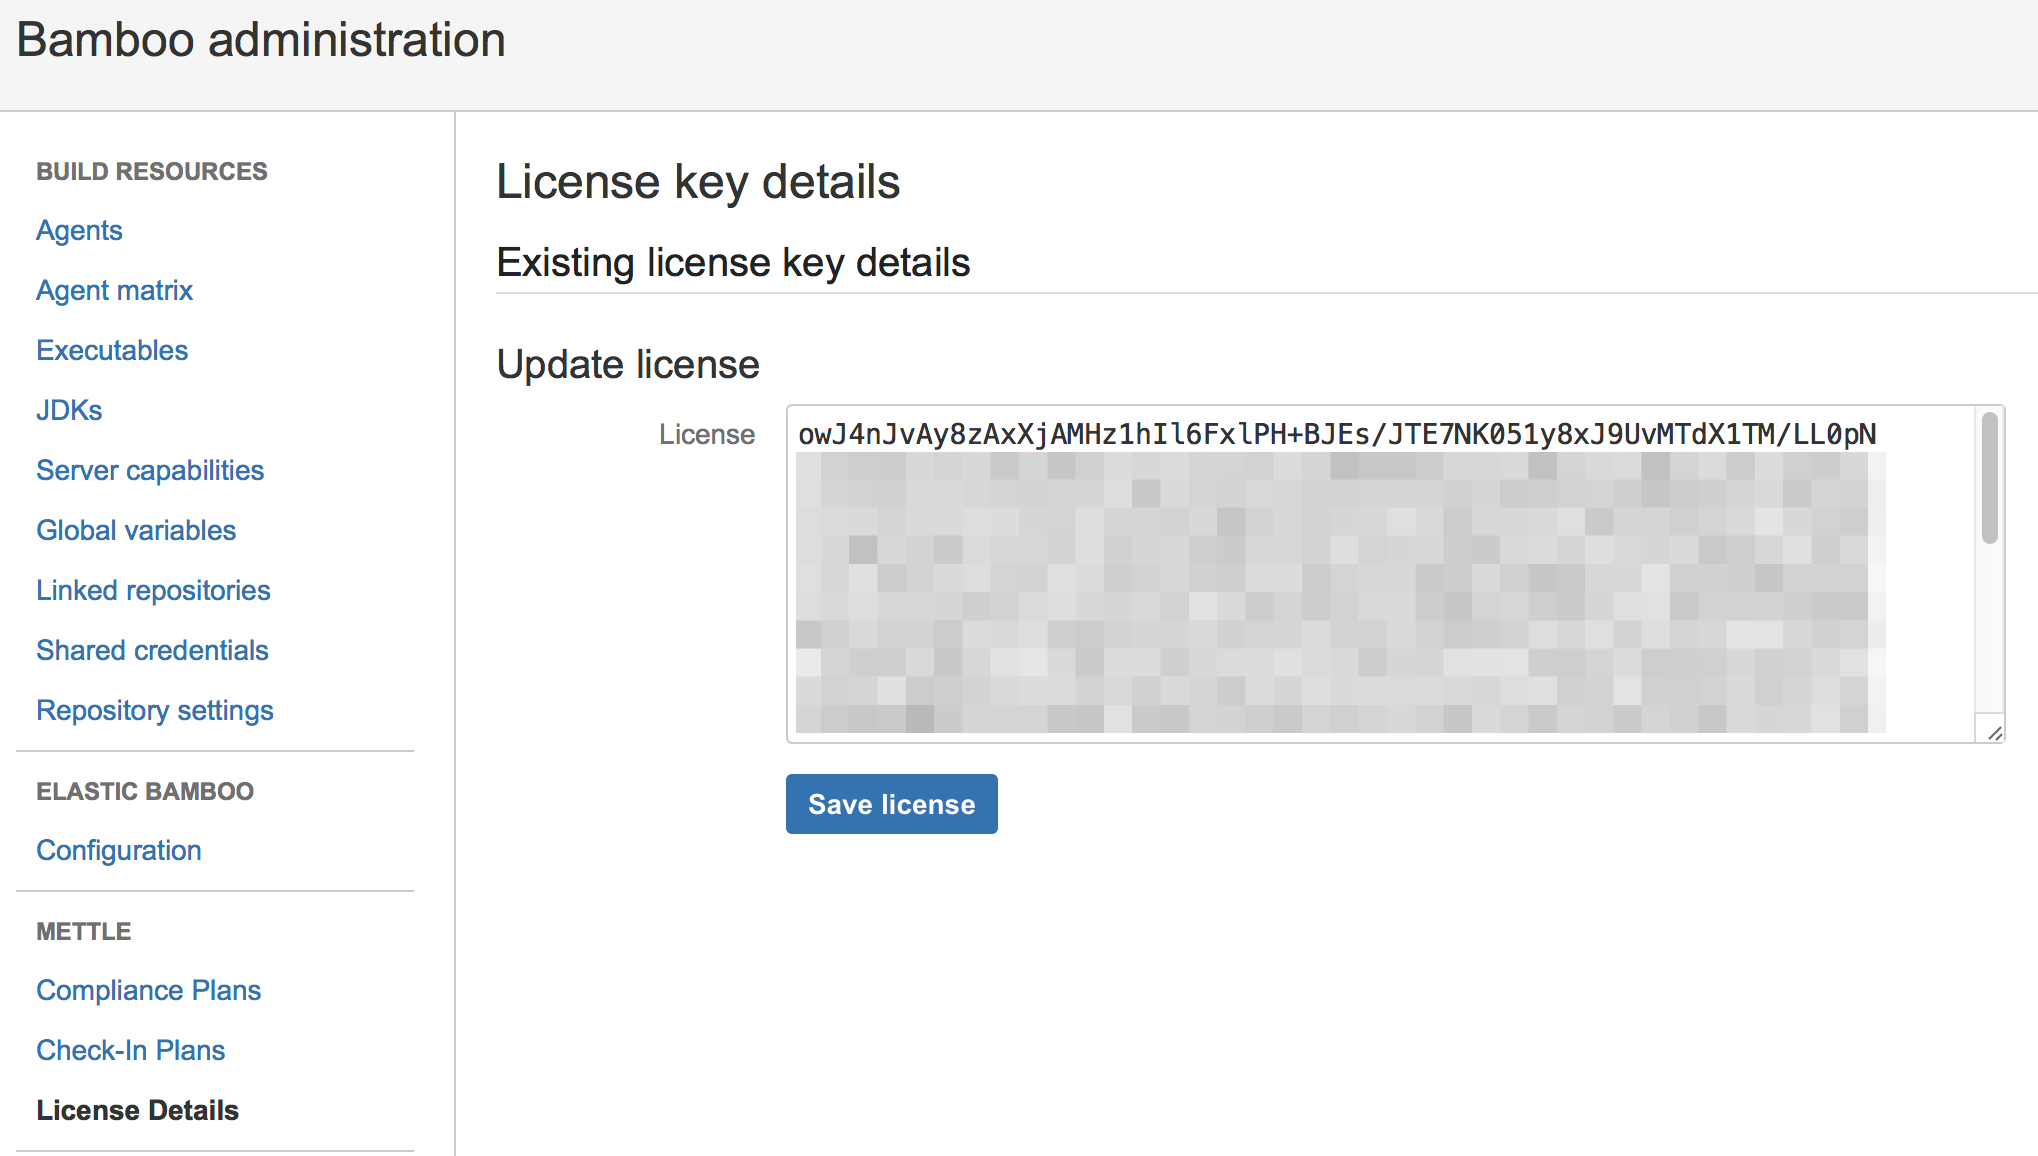 Bamboo administration
BUILD RESOURCES
Agents
Agent matrix
Executables
JDKs
Server capabilities
Global variables
Linked repositories
Shared credentials
Repository settings
ELASTIC BAMBOO
Configuration
METTLE
Compliance Plans
Check-In Plans
License Details
License key details
Existing license key details
Update license
License
owJ4nJvAy8zAxXjAMHz1hIl6FxlPH+BJEs/JTE7NK051y8xJ9UvMTdX1TM/LL0pN
Save license